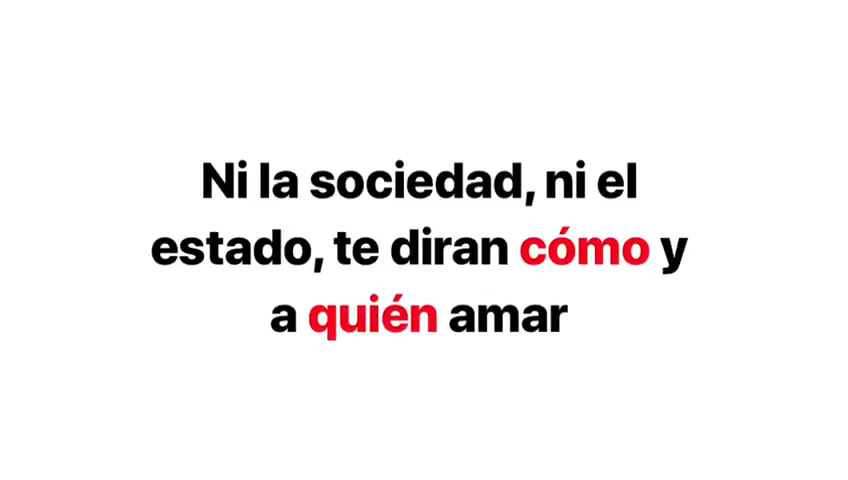 Ni la sociedad, ni el
estado, te diran cómo y
a quién amar